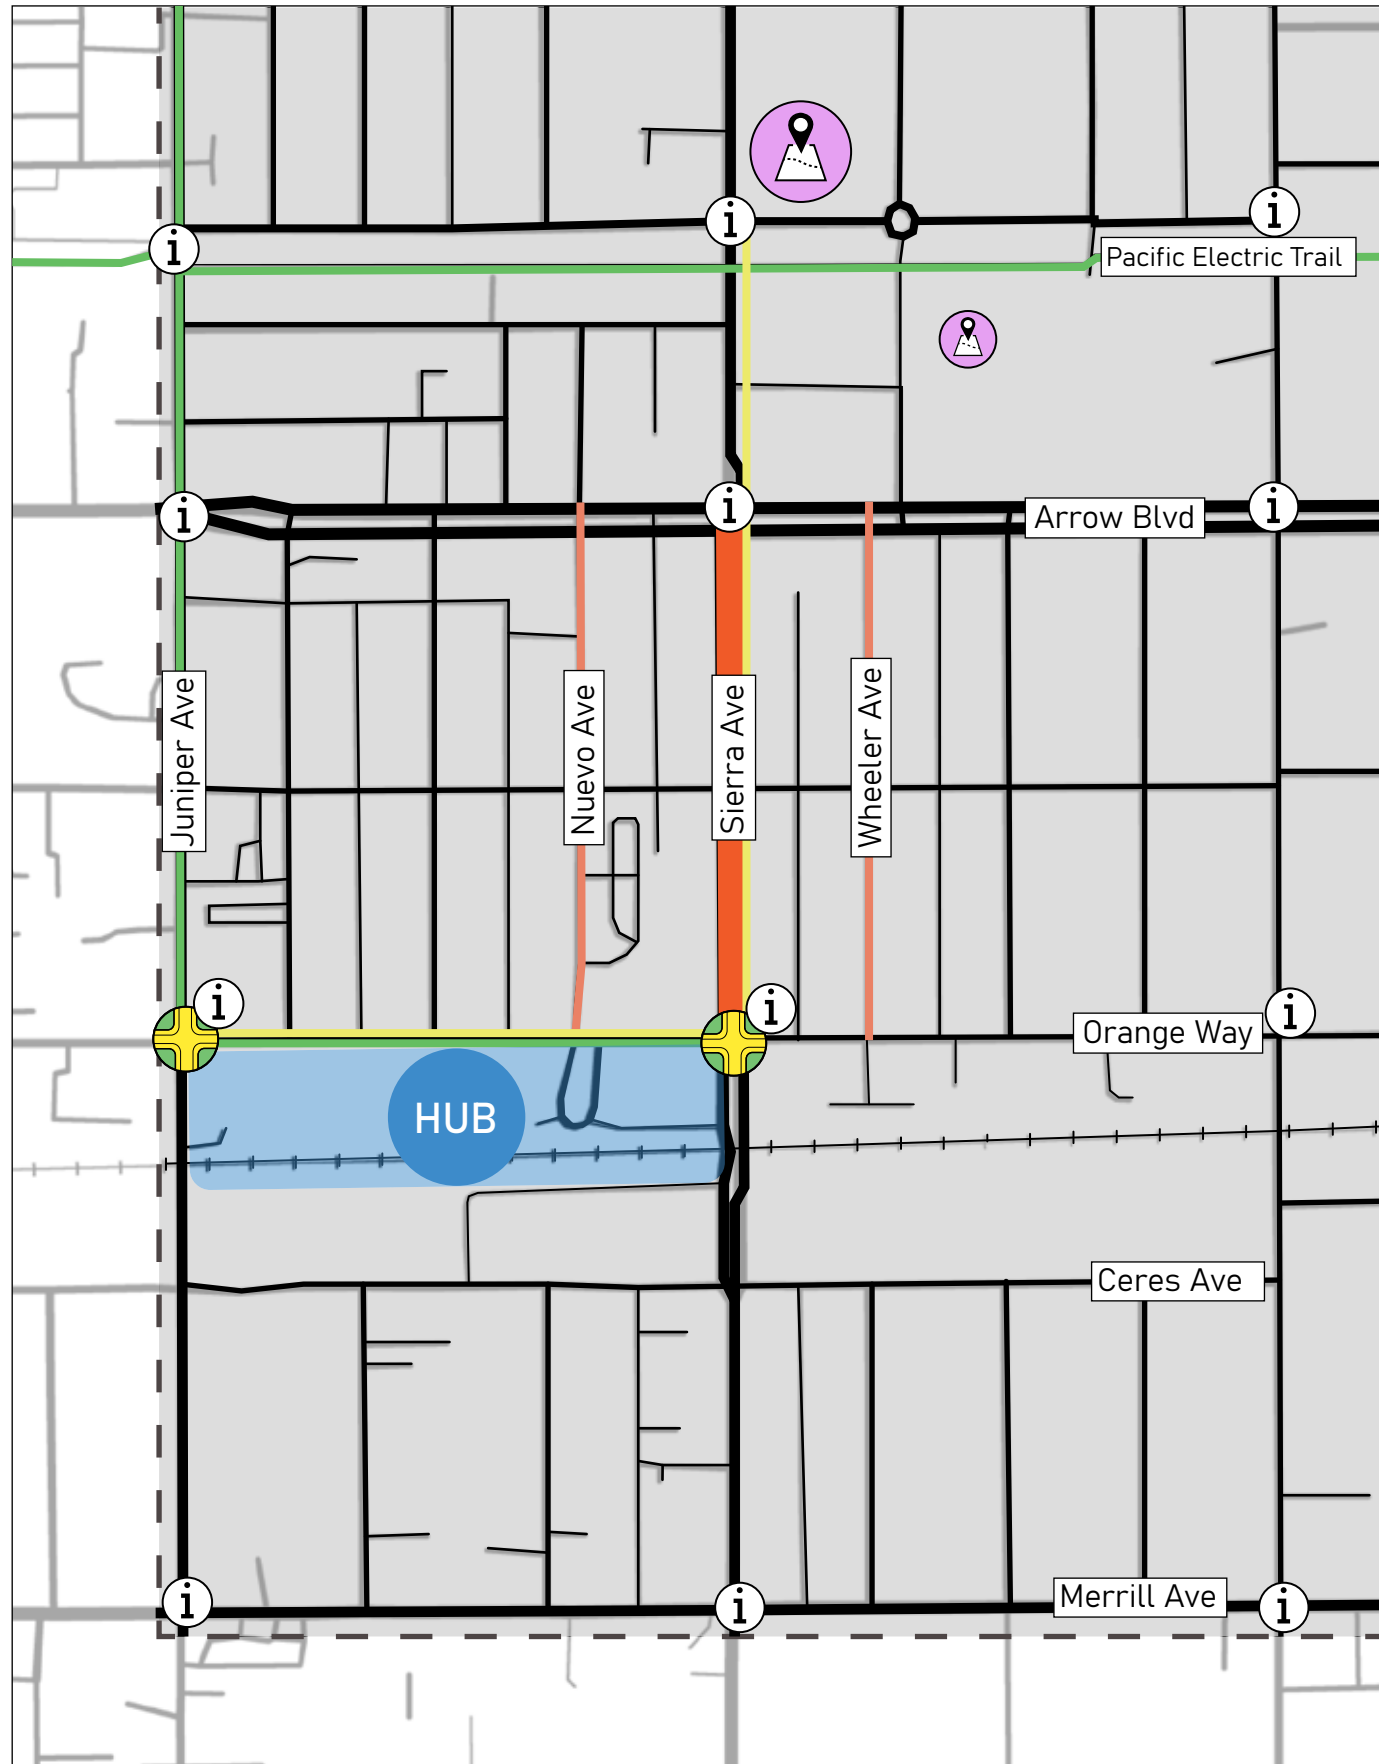 i
i
i
Pacific Electric Trail
i
i
i
Arrow Blvd
Juniper Ave
Nuevo Ave
Sierra Ave
Wheeler Ave
i
i
i
Orange Way
HUB
Ceres Ave
i
i
Merrill Ave
i